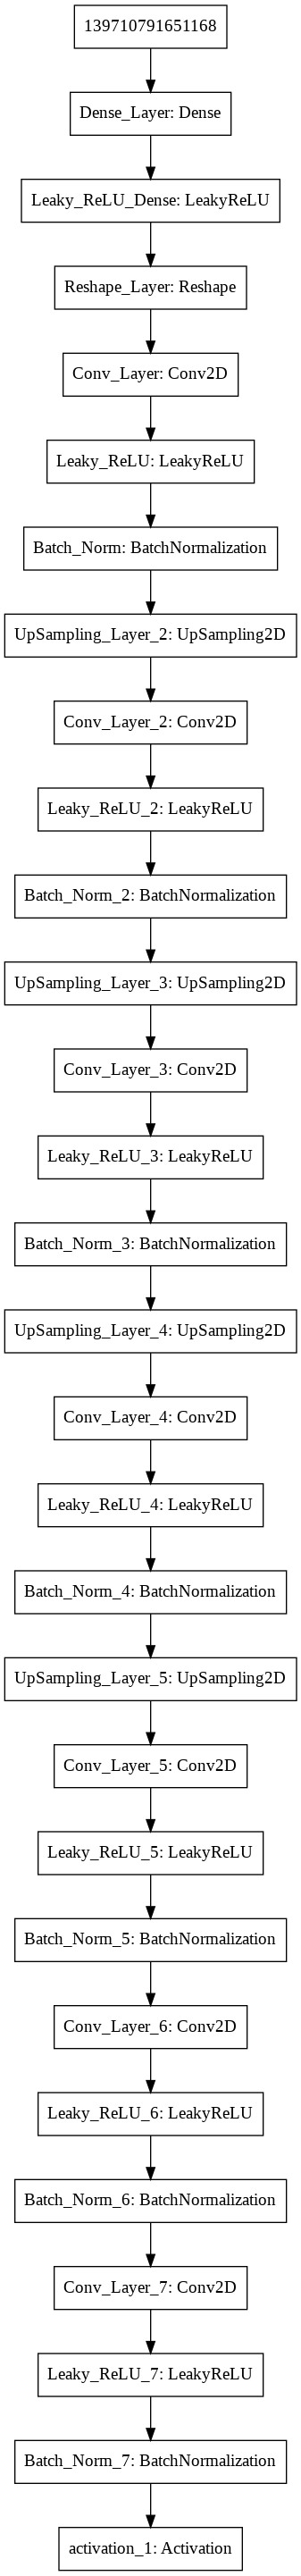 139710791651168
Dense_Layer: Dense
Leaky_ReLU_Dense: LeakyReLU
Reshape_Layer: Reshape
Conv_Layer: Conv2D
Leaky_ReLU: LeakyReLU
Batch_Norm: BatchNormalization
UpSampling_Layer_2: UpSampling2D
Conv_Layer_2: Conv2D
Leaky_ReLU_2: LeakyReLU
Batch_Norm_2: BatchNormalization
UpSampling_Layer_3: UpSampling2D
Conv_Layer_3: Conv2D
Leaky_ReLU_3: LeakyReLU
Batch_Norm_3: BatchNormalization
UpSampling_Layer_4: UpSampling2D
Conv_Layer_4: Conv2D
Leaky_ReLU_4: LeakyReLU
Batch_Norm_4: BatchNormalization
UpSampling_Layer_5: UpSampling2D
Conv_Layer_5: Conv2D
Leaky_ReLU_5: LeakyReLU
Batch_Norm_5: BatchNormalization
Conv_Layer_6: Conv2D
Leaky_ReLU_6: LeakyReLU
Batch_Norm_6: BatchNormalization
Conv_Layer_7: Conv2D
Leaky_ReLU_7: LeakyReLU
Batch_Norm_7: BatchNormalization
activation_1: Activation